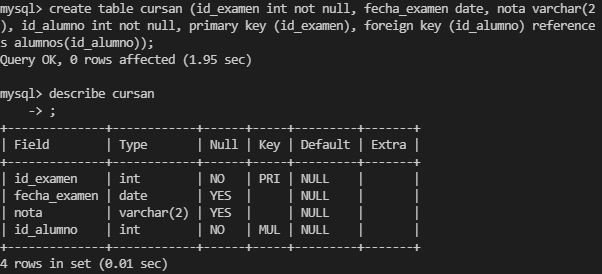 mysql> create table cursan (id_examen int not null, fecha_examen date, nota varchar(2
), id_alumno int not null, primary key (id_examen), foreign key (id_alumno) reference
s alumnos(id_alumno));
Query OK, 0 rows affected (1.95 sec)

mysql> describe cursan
    -> ;
+--------------+------------+------+-----+---------+-------+
| Field        | Type       | Null | Key | Default | Extra |
+--------------+------------+------+-----+---------+-------+
| id_examen    | int        | NO   | PRI | NULL    |       |
| fecha_examen | date       | YES  |     | NULL    |       |
| nota         | varchar(2) | YES  |     | NULL    |       |
| id_alumno    | int        | NO   | MUL | NULL    |       |
+--------------+------------+------+-----+---------+-------+
4 rows in set (0.01 sec)